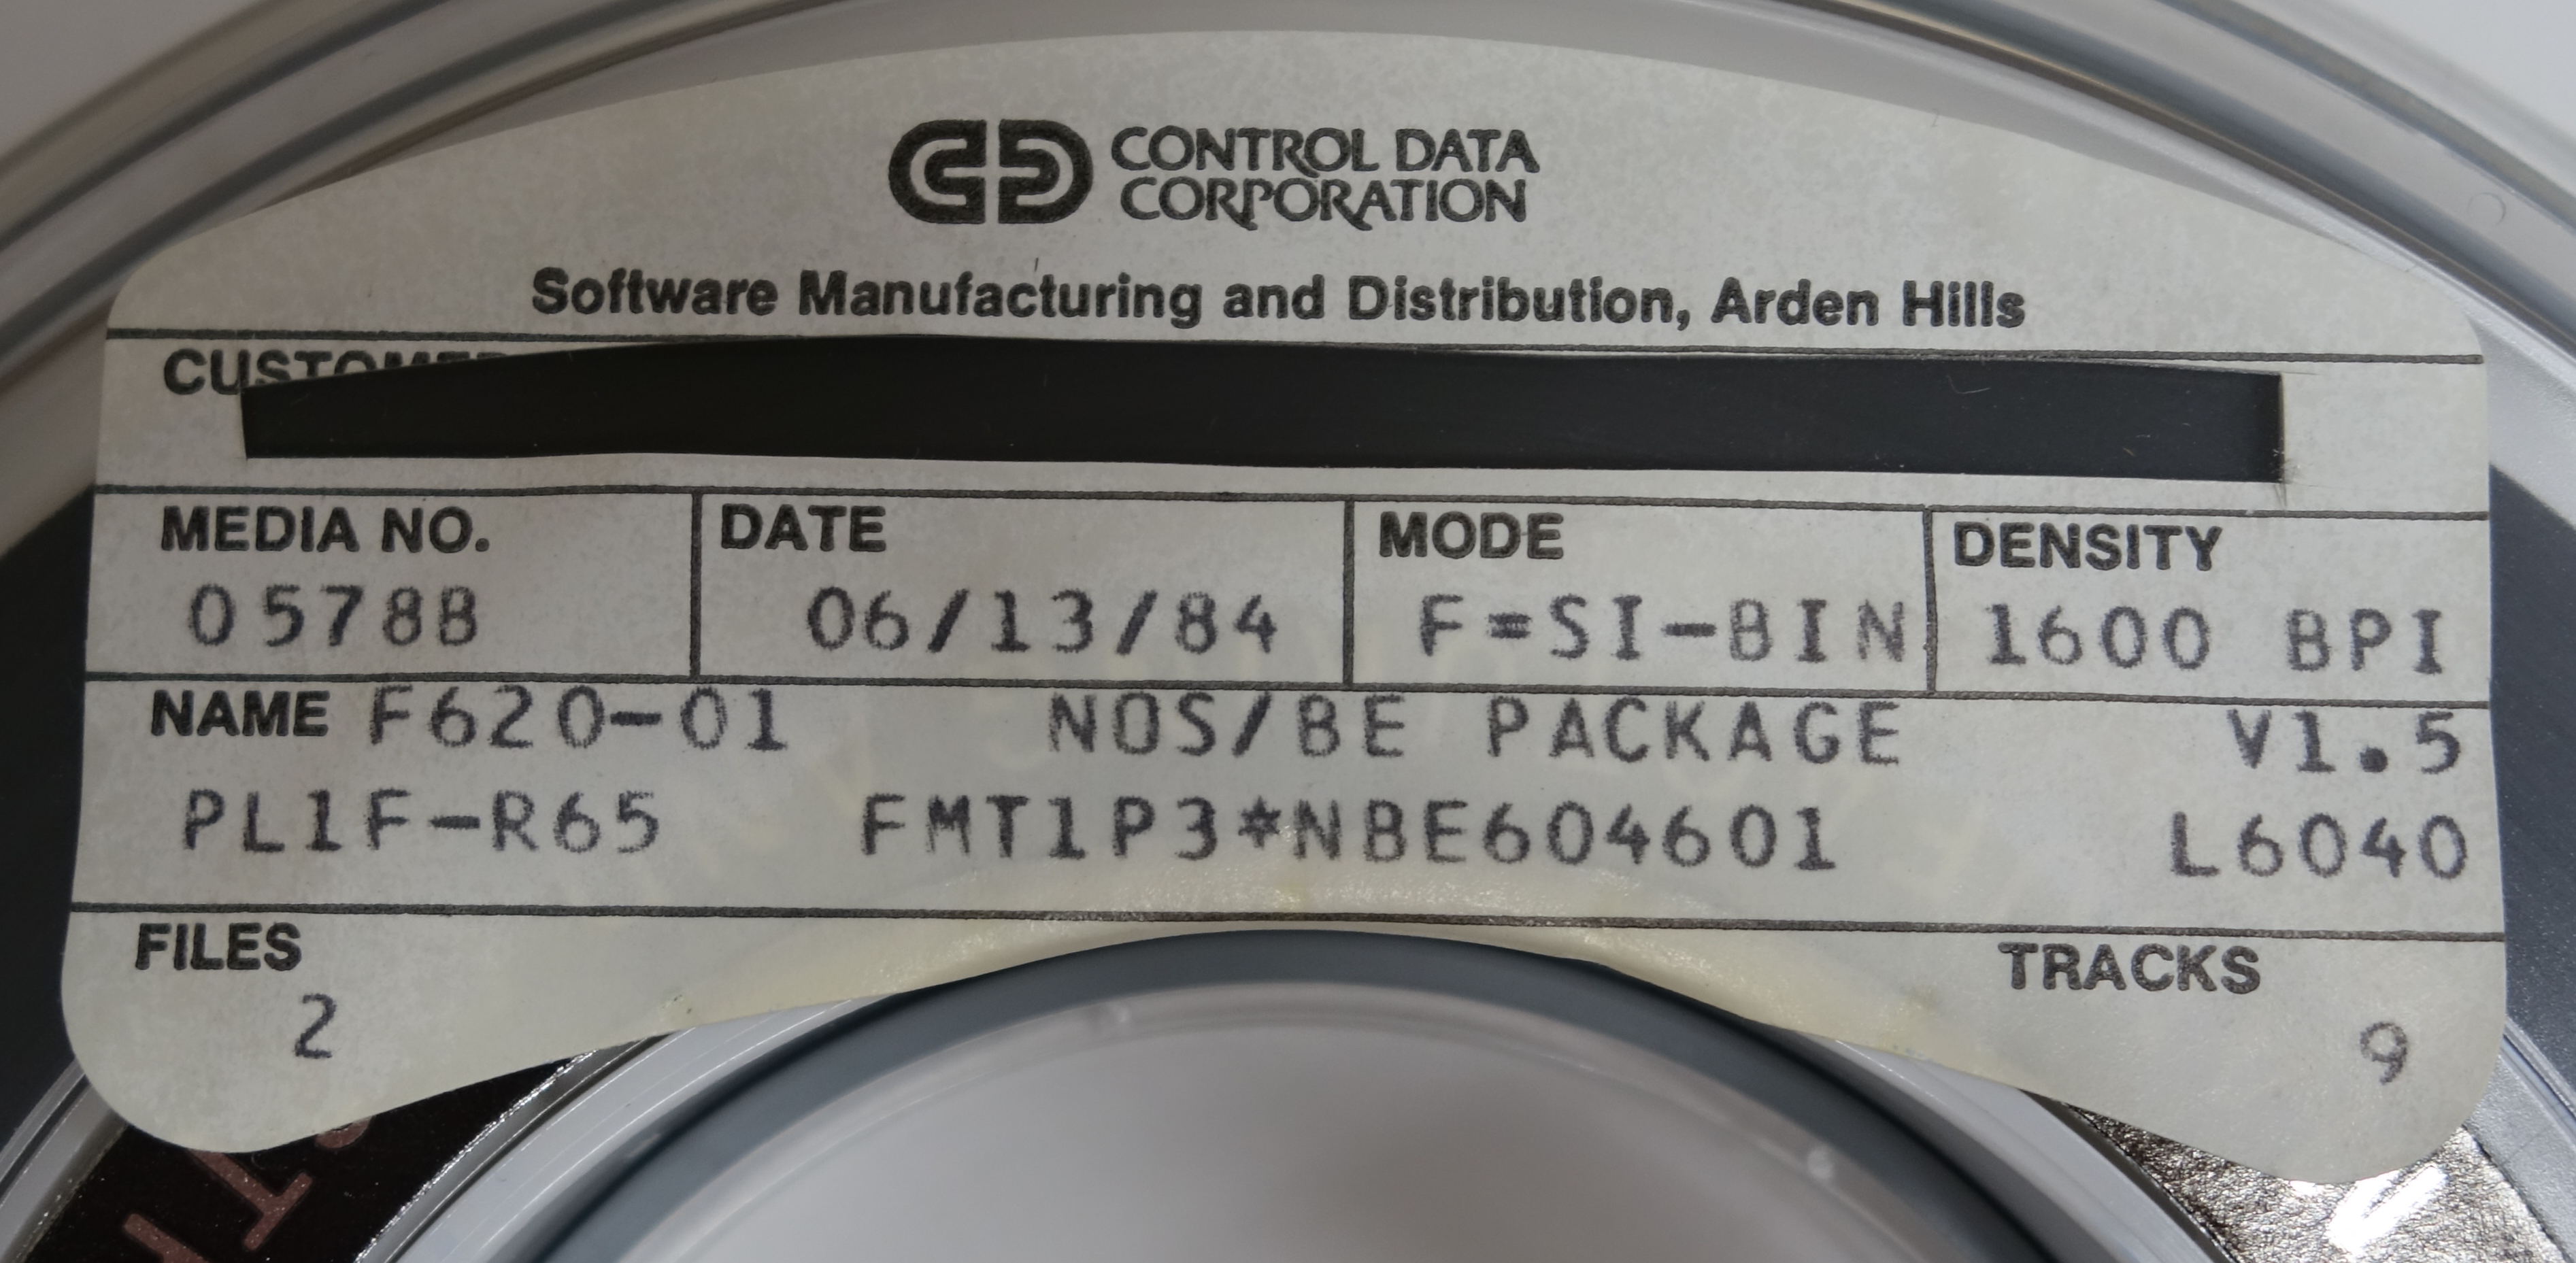 CONTROL DATA
CORPORATION
Software Manufacturing and Distribution, Arden Hills
CUSTOMER
MEDIA NO. DATE MODE DENSITY
0578B 06/13/84 F=SI-BIN 1600 BPI
NAME F620-01 NOS/BE PACKAGE V1.5
PL1F-R65 FMT1P3*NBE604601 L6040
FILES TRACKS
2 9